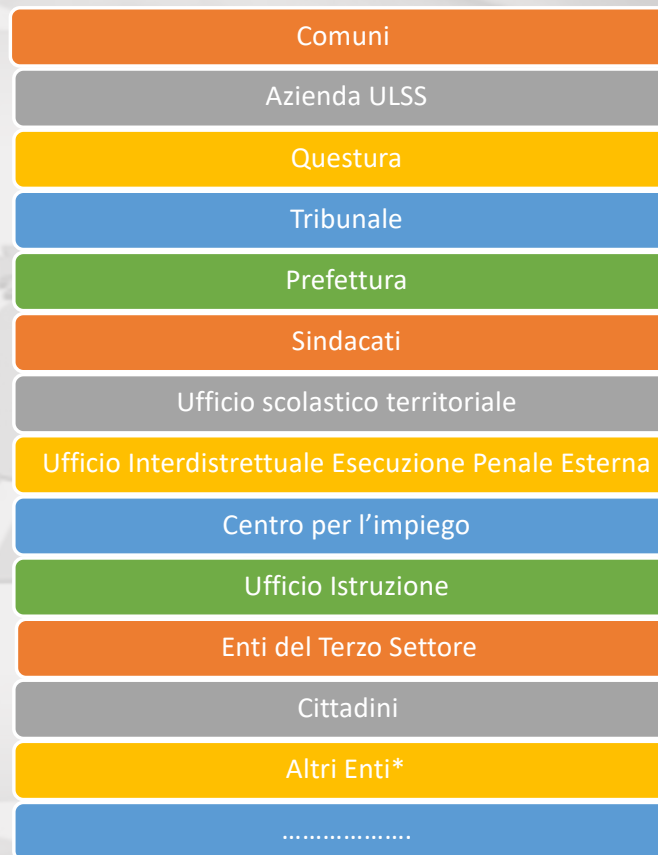 Comuni
Azienda ULSS
Questura
Tribunale
Prefettura
Sindacati
Ufficio scolastico territoriale
Ufficio Interdistrettuale Esecuzione Penale Esterna
Centro per l’impiego
Ufficio Istruzione
Enti del Terzo Settore
Cittadini
Altri Enti*
……………….